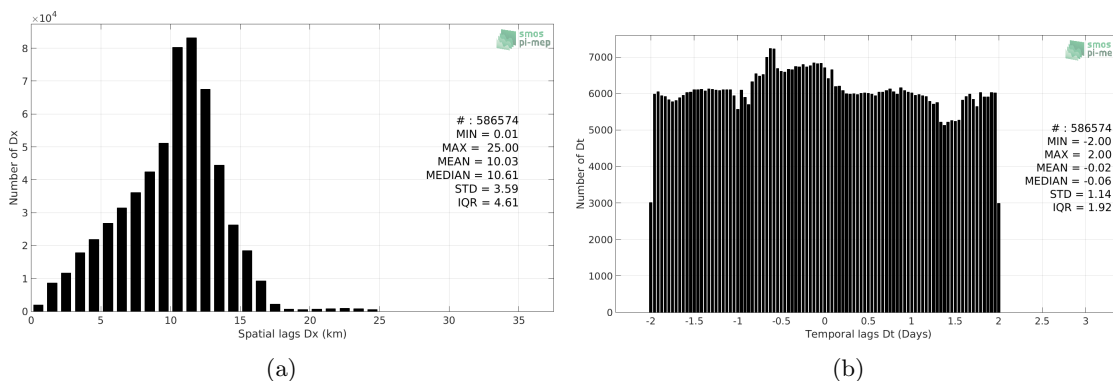 ×10⁴
8
7
6
5
4
3
2
1
0
Number of Dx
0 5 10 15 20 25 30 35
Spatial lags Dx (km)
smos
pi-mep
# : 586574
MIN = 0.01
MAX = 25.00
MEAN = 10.03
MEDIAN = 10.61
STD = 3.59
IQR = 4.61
(a)
7000
6000
5000
4000
3000
2000
1000
0
Number of Dt
-2 -1.5 -1 -0.5 0 0.5 1 1.5 2 2.5 3
Temporal lags Dt (Days)
smos
pi-mep
# : 586574
MIN = -2.00
MAX = 2.00
MEAN = -0.02
MEDIAN = -0.06
STD = 1.14
IQR = 1.92
(b)